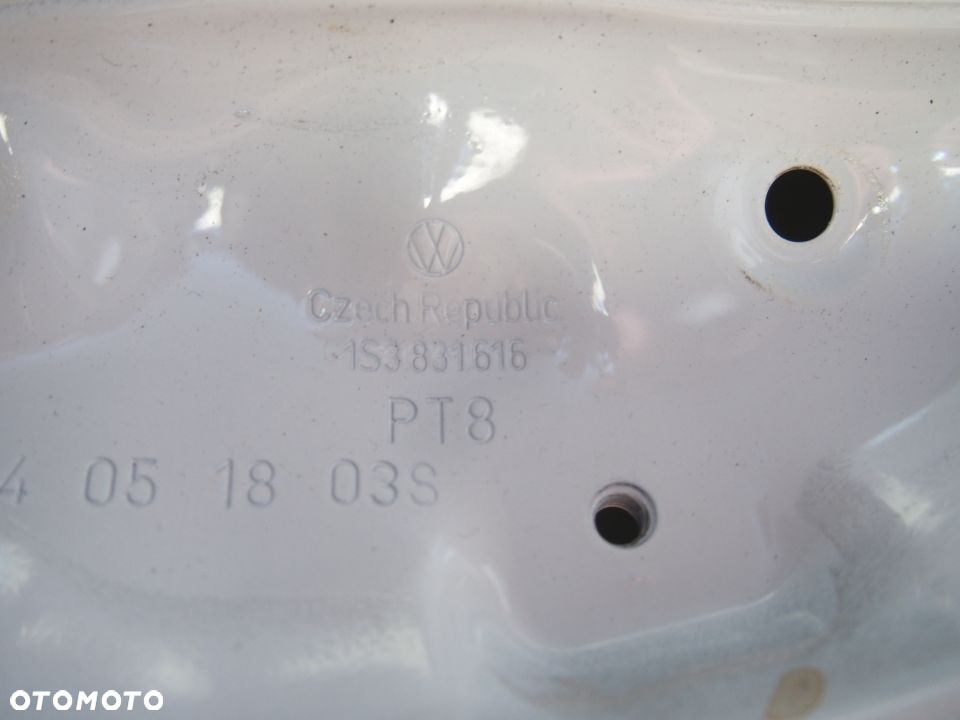 Czech Republic
1S3 831 616
PT8
4 05 18 03S
OTOMOTO